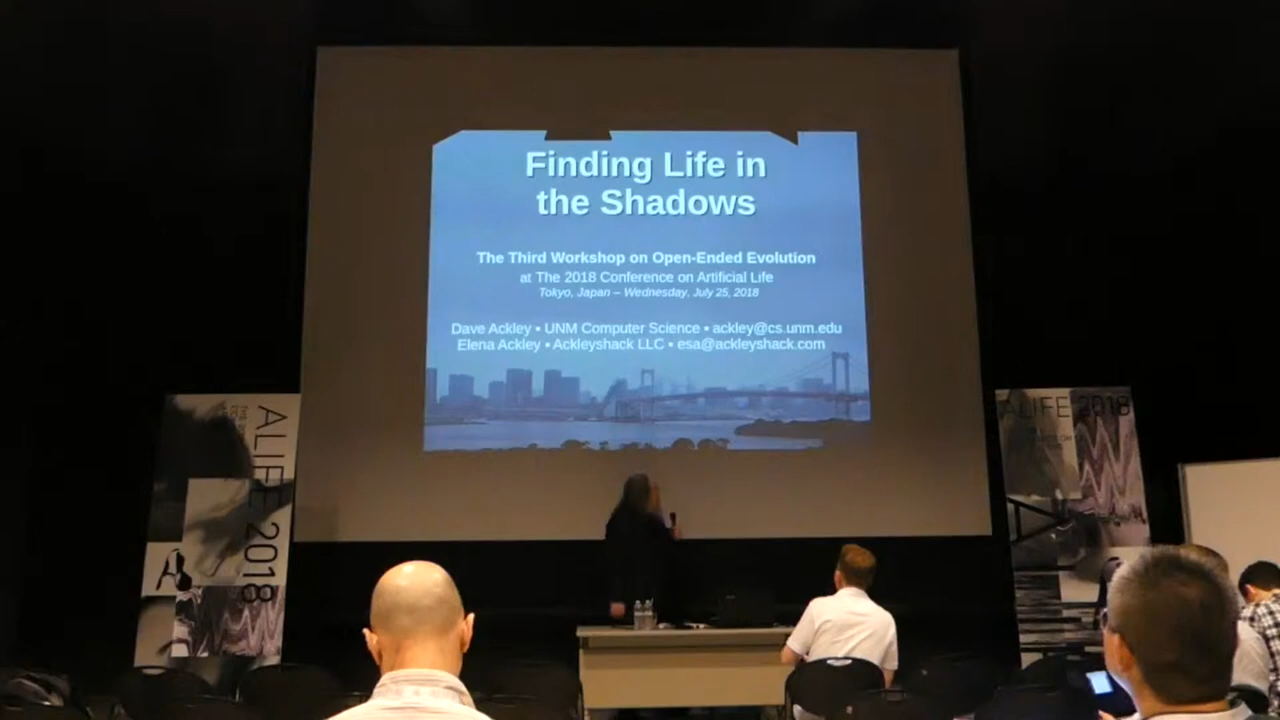 Finding Life in
the Shadows
The Third Workshop on Open-Ended Evolution
at The 2018 Conference on Artificial Life
Tokyo, Japan – Wednesday, July 25, 2018
Dave Ackley • UNM Computer Science • ackley@cs.unm.edu
Elena Ackley • Ackleyshack LLC • esa@ackleyshack.com
ALIFE 2018
ALIFE 2018